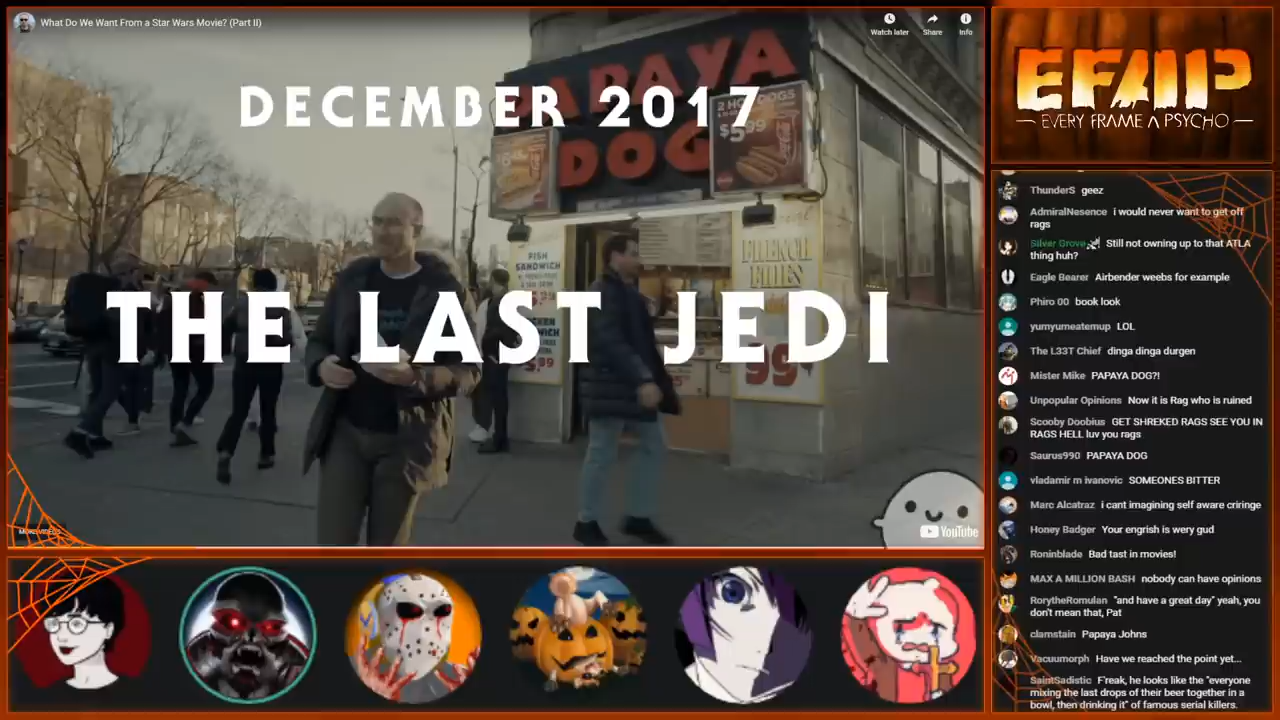 What Do We Want From a Star Wars Movie? (Part II)
Watch later
Share
Info
DECEMBER 2017
PAPAYA
DOG
2 HOT DOGS
$5.99
FISH
SANDWICH
THE LAST JEDI
99¢
MORE VIDEOS
YouTube
EFAP
EVERY FRAME A PSYCHO
ThunderS geez
AdmiralNesence i would never want to get off
rags
Silver Grove Still not owning up to that ATLA
thing huh?
Eagle Bearer Airbender weebs for example
Phiro 00 book look
yumyumeatemup LOL
The L33T Chief dinga dinga durgen
Mister Mike PAPAYA DOG?!
Unpopular Opinions Now it is Rag who is ruined
Scooby Doobius GET SHREKED RAGS SEE YOU IN
RAGS HELL luv you rags
Saurus990 PAPAYA DOG
vladamir m ivanovic SOMEONES BITTER
Marc Alcatraz i cant imagining self aware criringe
Honey Badger Your engrish is wery gud
Roninblade Bad tast in movies!
MAX A MILLION BASH nobody can have opinions
RorytheRomulan "and have a great day" yeah, you
don't mean that, Pat
clamstain Papaya Johns
Vacuumorph Have we reached the point yet...
SaintSadistic F'reak, he looks like the "everyone
mixing the last drops of their beer together in a
bowl, then drinking it" of famous serial killers.